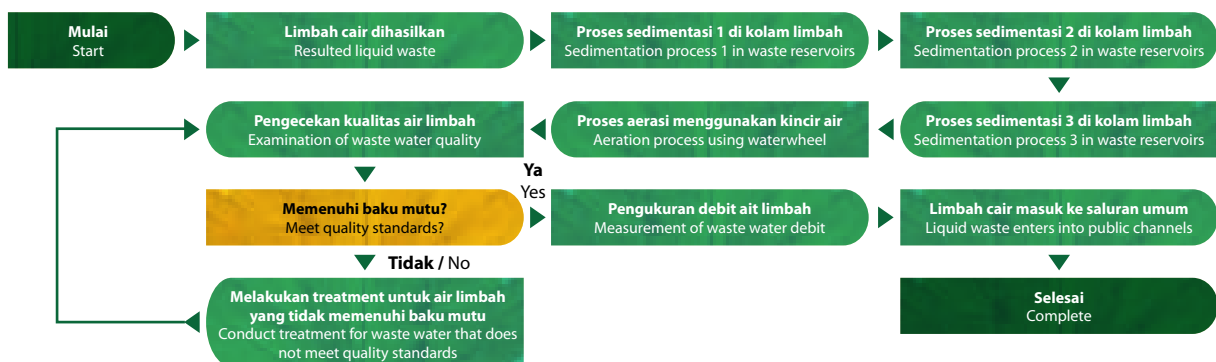 Mulai
Start
Limbah cair dihasilkan
Resulted liquid waste
Proses sedimentasi 1 di kolam limbah
Sedimentation process 1 in waste reservoirs
Proses sedimentasi 2 di kolam limbah
Sedimentation process 2 in waste reservoirs
Proses sedimentasi 3 di kolam limbah
Sedimentation process 3 in waste reservoirs
Proses aerasi menggunakan kincir air
Aeration process using waterwheel
Pengecekan kualitas air limbah
Examination of waste water quality
Memenuhi baku mutu?
Meet quality standards?
Ya
Yes
Pengukuran debit ait limbah
Measurement of waste water debit
Limbah cair masuk ke saluran umum
Liquid waste enters into public channels
Selesai
Complete
Tidak / No
Melakukan treatment untuk air limbah
yang tidak memenuhi baku mutu
Conduct treatment for waste water that does
not meet quality standards